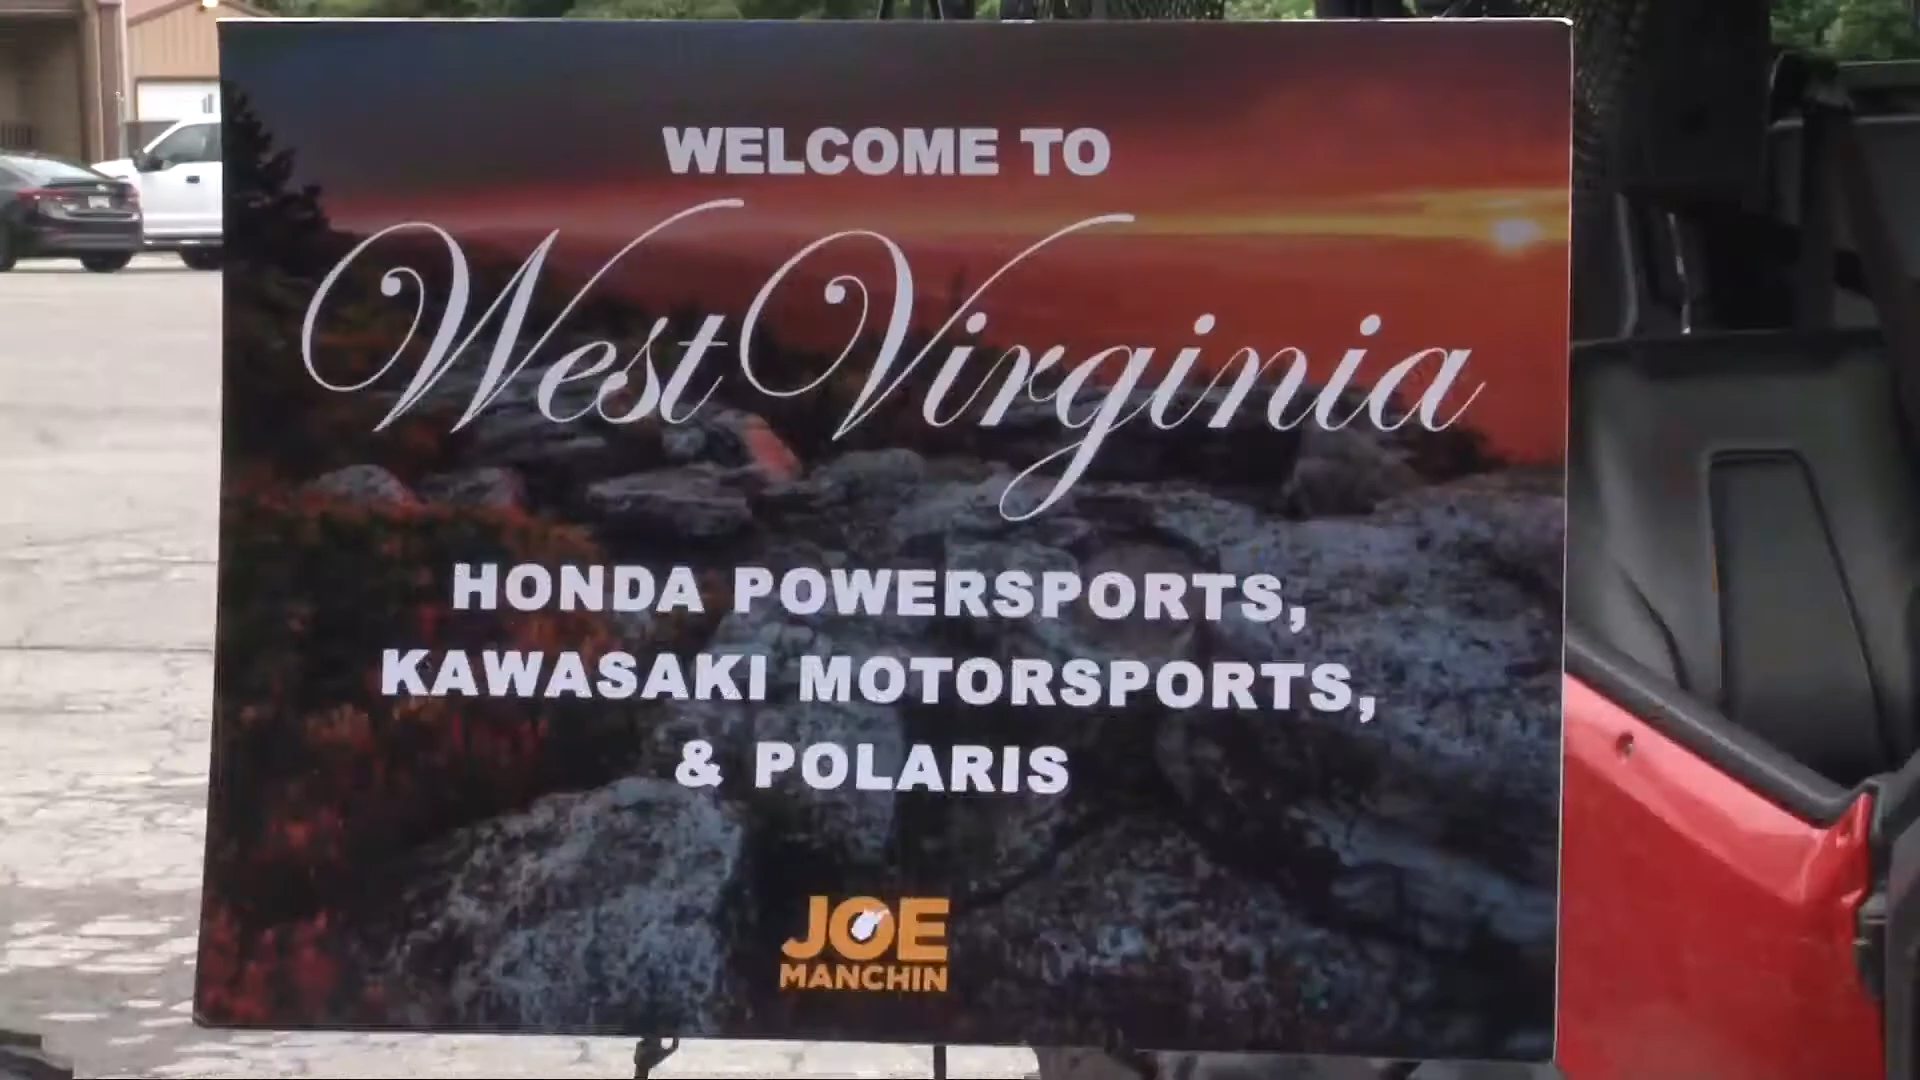 WELCOME TO
West Virginia
HONDA POWERSPORTS,
KAWASAKI MOTORSPORTS,
& POLARIS
JOE
MANCHIN